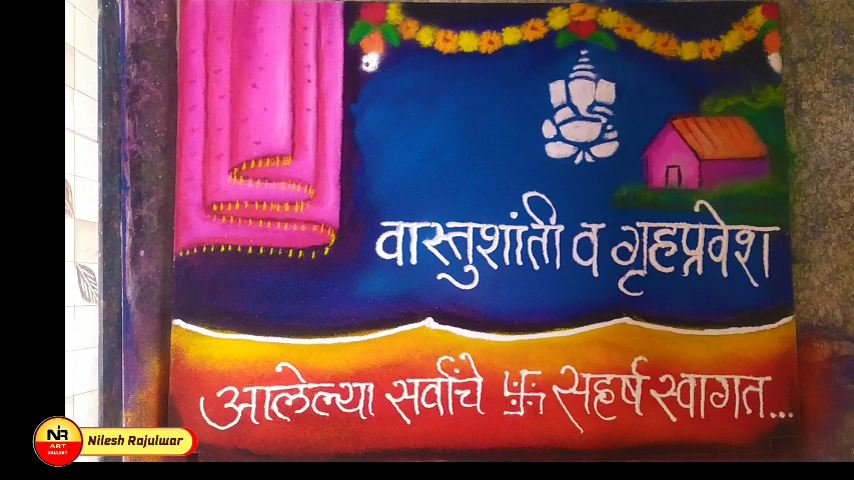 वास्तुशांती व गृहप्रवेश
आलेल्या सर्वांचे 卐 सहर्ष स्वागत...
NR
ART
GALLERY
Nilesh Rajulwar